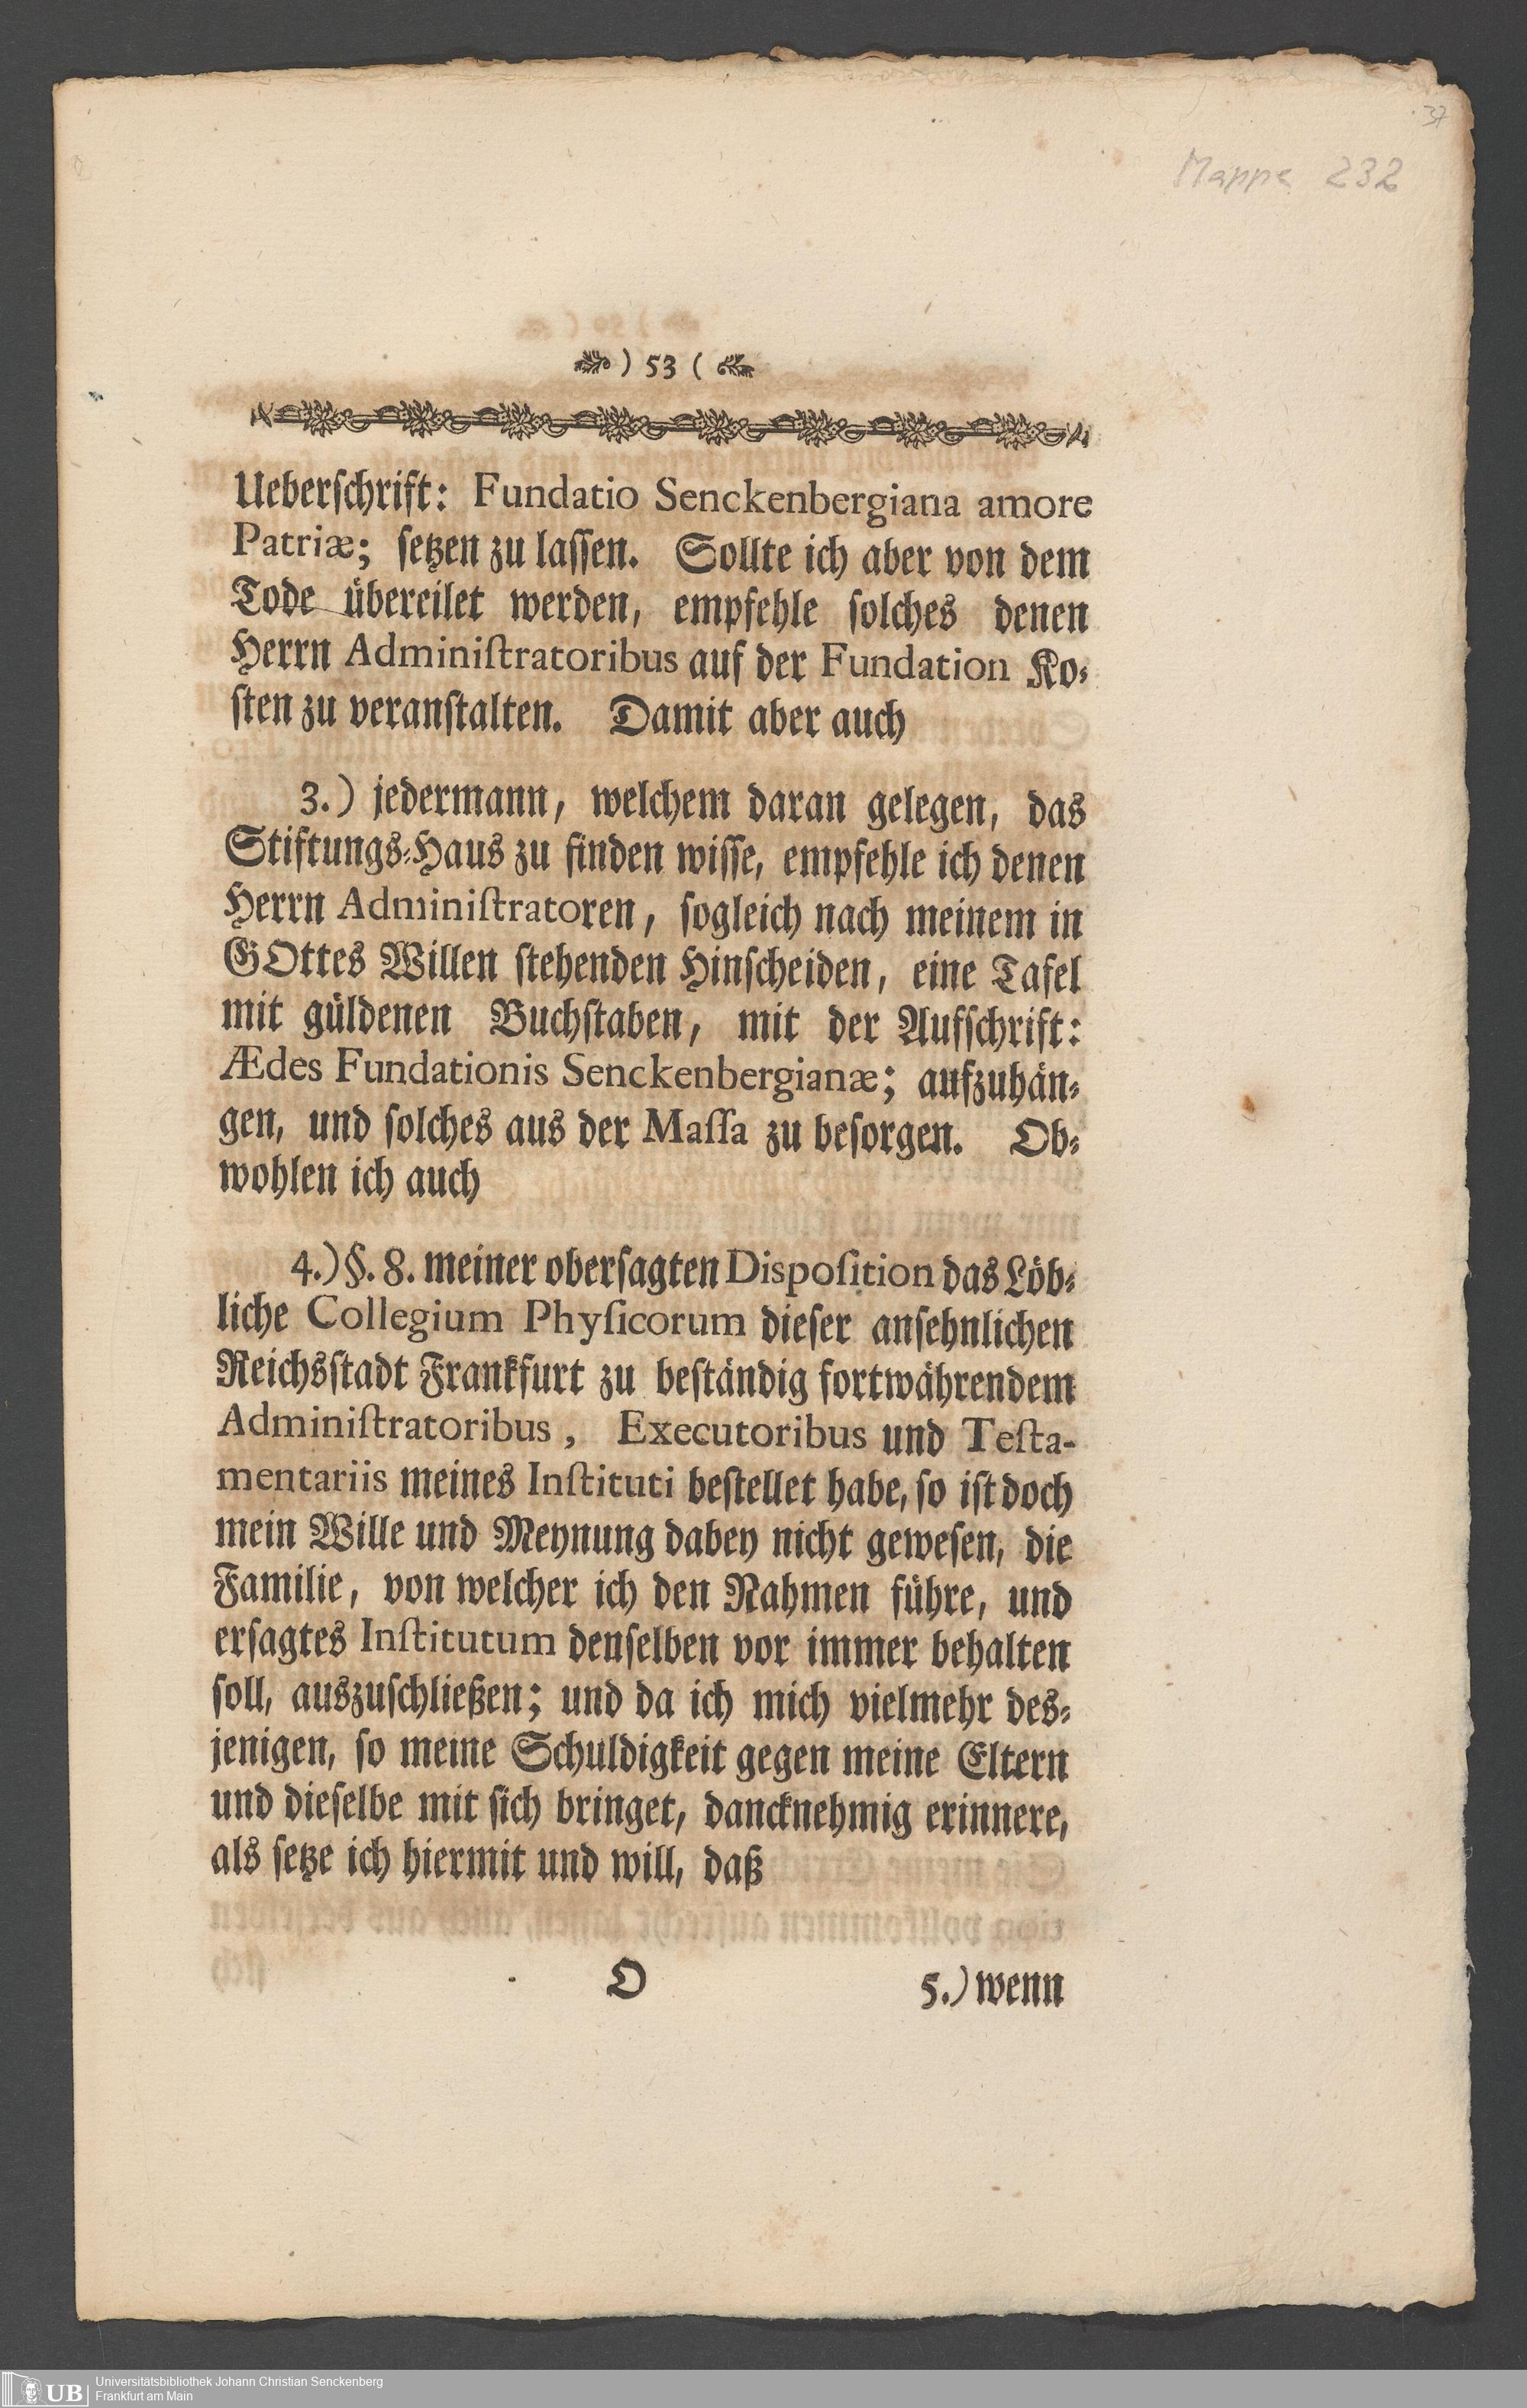 37
Mappe 232
) 53 (
Ueberſchrift: Fundatio Senckenbergiana amore
Patriæ; ſetzen zu laſſen. Sollte ich aber von dem
Tode übereilet werden, empfehle ſolches denen
Herrn Adminiſtratoribus auf der Fundation Ko⸗
ſten zu veranſtalten. Damit aber auch
3.) jedermann, welchem daran gelegen, das
Stiftungs⸗Haus zu finden wiſſe, empfehle ich denen
Herrn Adminiſtratoren, ſogleich nach meinem in
GOttes Willen ſtehenden Hinſcheiden, eine Tafel
mit güldenen Buchſtaben, mit der Aufſchrift:
Ædes Fundationis Senckenbergianæ; aufzuhän⸗
gen, und ſolches aus der Maſſa zu beſorgen. Ob⸗
wohlen ich auch
4.) §. 8. meiner oberſagten Diſpoſition das Löb⸗
liche Collegium Phyſicorum dieſer anſehnlichen
Reichsſtadt Frankfurt zu beſtändig fortwährendem
Adminiſtratoribus, Executoribus und Teſta-
mentariis meines Inſtituti beſtellet habe, ſo iſt doch
mein Wille und Meynung dabey nicht geweſen, die
Familie, von welcher ich den Nahmen führe, und
erſagtes Inſtitutum denſelben vor immer behalten
ſoll, auszuſchließen; und da ich mich vielmehr des⸗
jenigen, ſo meine Schuldigkeit gegen meine Eltern
und dieſelbe mit ſich bringet, dancknehmig erinnere,
als ſetze ich hiermit und will, daß
O 5.) wenn
UB Universitätsbibliothek Johann Christian Senckenberg
Frankfurt am Main